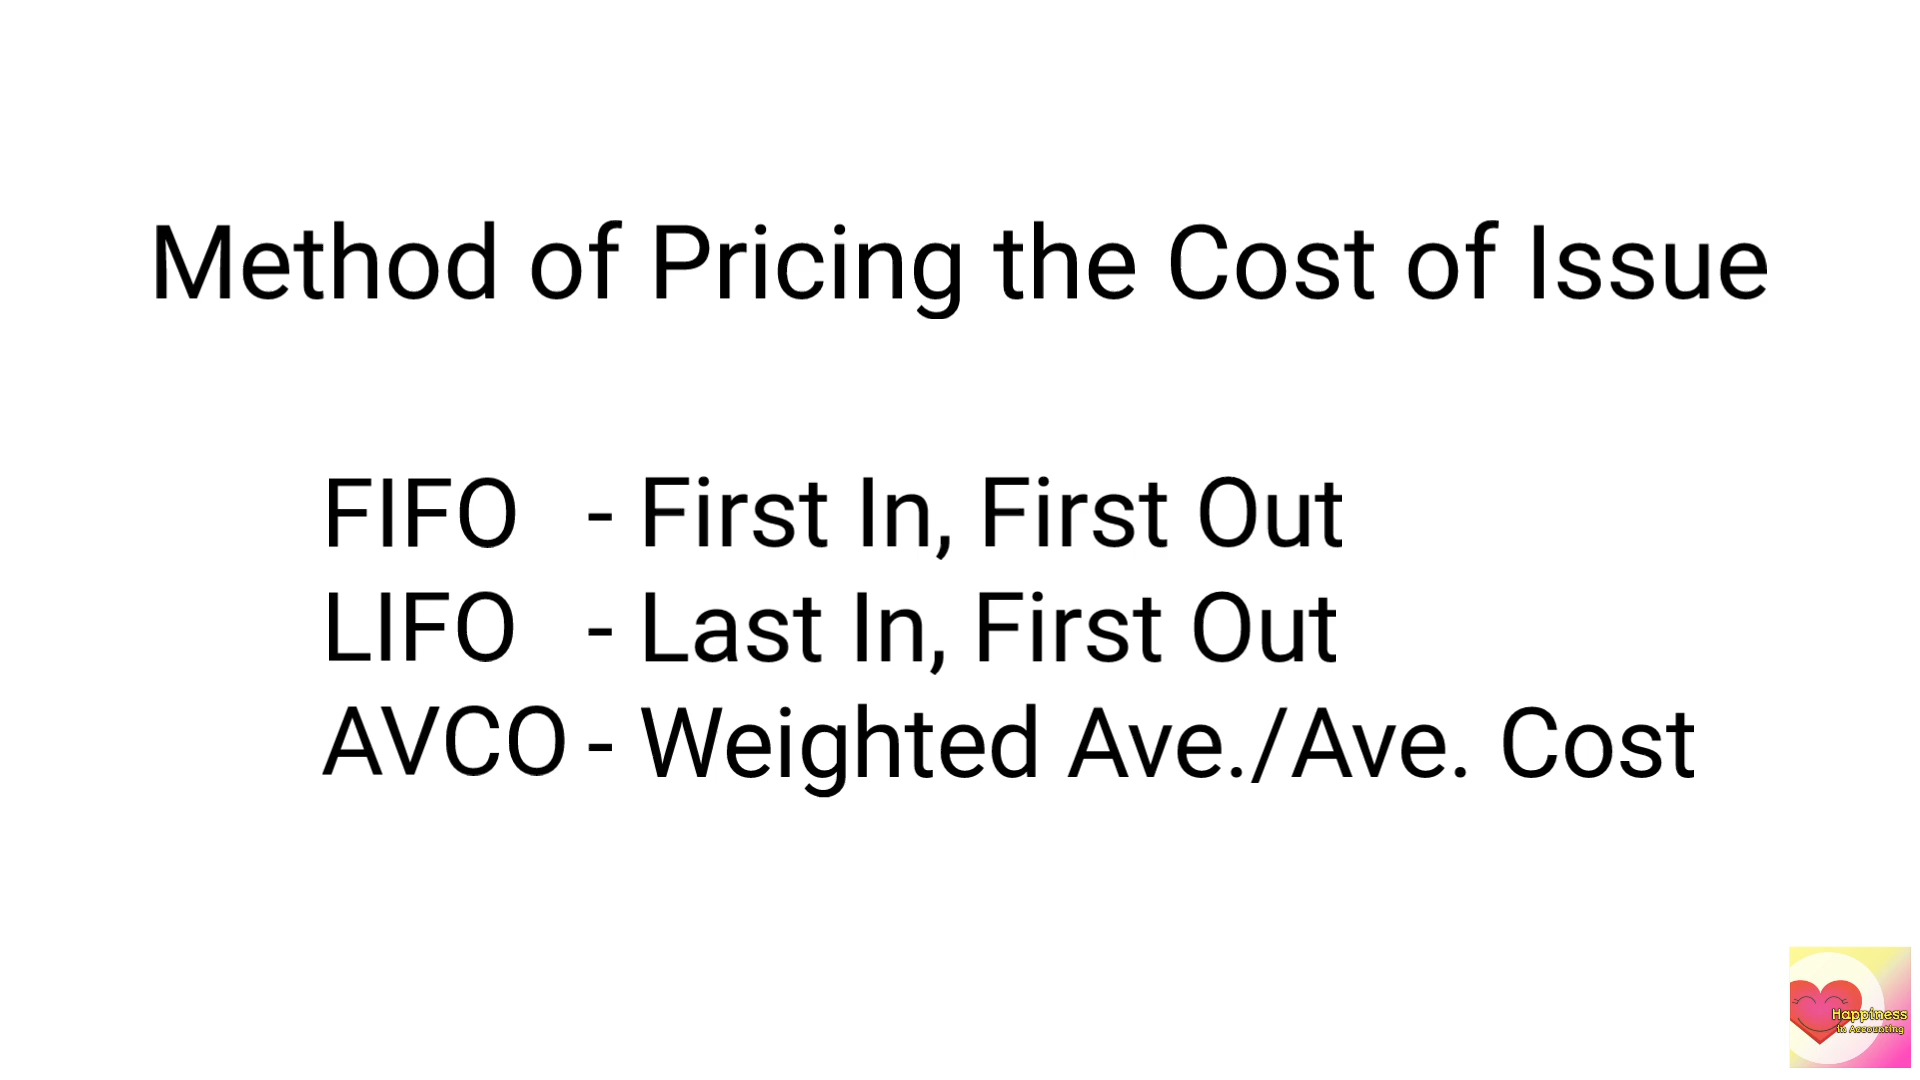 Method of Pricing the Cost of Issue
FIFO - First In, First Out
LIFO - Last In, First Out
AVCO - Weighted Ave./Ave. Cost
Happiness
in Accounting